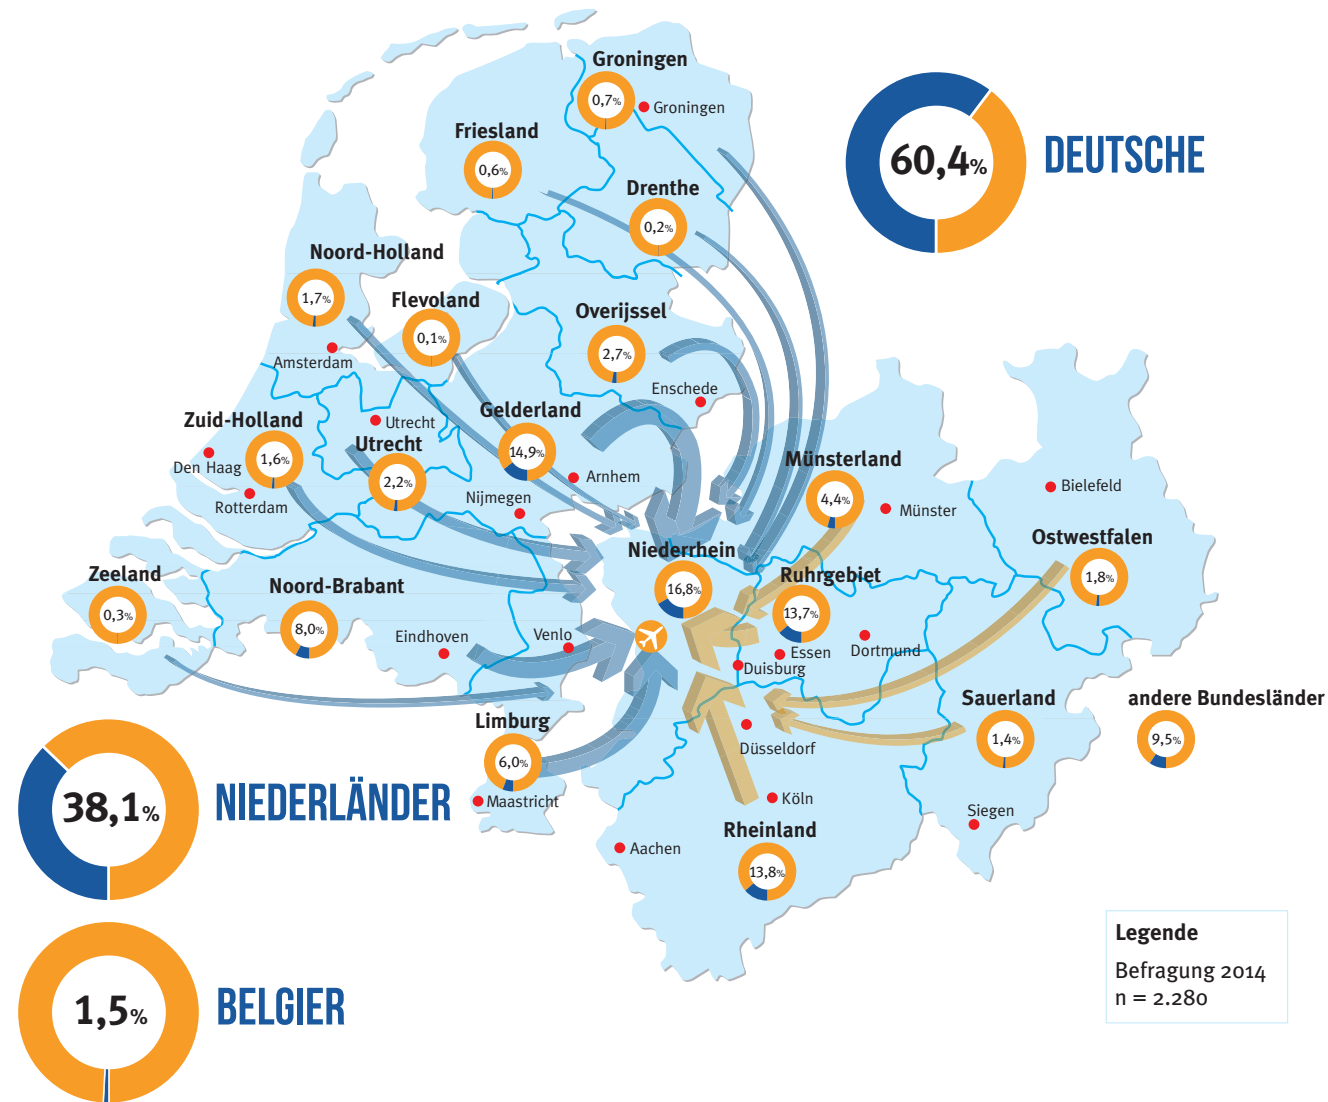 Groningen
0,7%
Groningen
Friesland
0,6%
Drenthe
0,2%
60,4%
DEUTSCHE
Noord-Holland
1,7%
Amsterdam
Flevoland
0,1%
Overijssel
2,7%
Enschede
Zuid-Holland
1,6%
Den Haag
Rotterdam
Utrecht
Utrecht
2,2%
Gelderland
14,9%
Arnhem
Nijmegen
Münsterland
4,4%
Münster
Bielefeld
Ostwestfalen
1,8%
Niederrhein
16,8%
Ruhrgebiet
13,7%
Essen
Duisburg
Dortmund
Zeeland
0,3%
Noord-Brabant
8,0%
Eindhoven
Venlo
Limburg
6,0%
Maastricht
Düsseldorf
Sauerland
1,4%
andere Bundesländer
9,5%
Siegen
Köln
Rheinland
13,8%
Aachen
38,1%
NIEDERLÄNDER
1,5%
BELGIER
Legende
Befragung 2014
n = 2.280